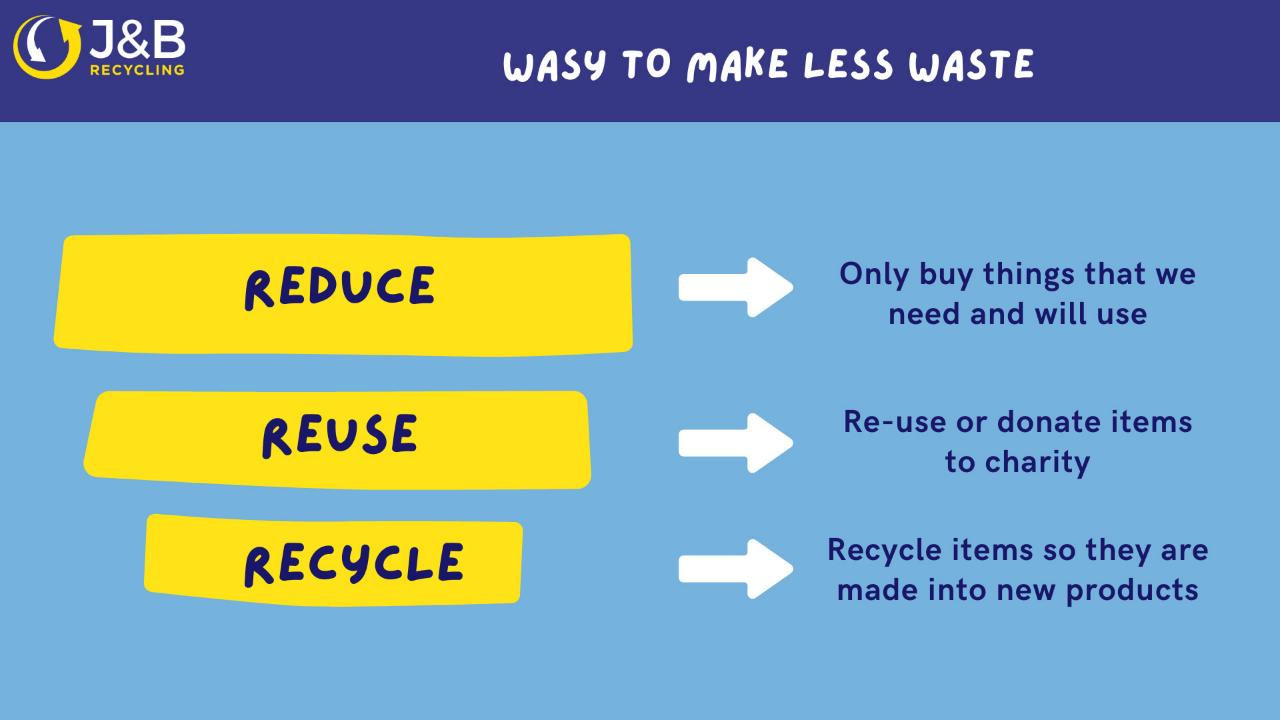 J&B
RECYCLING
WASY TO MAKE LESS WASTE
REDUCE
Only buy things that we
need and will use
REUSE
Re-use or donate items
to charity
RECYCLE
Recycle items so they are
made into new products